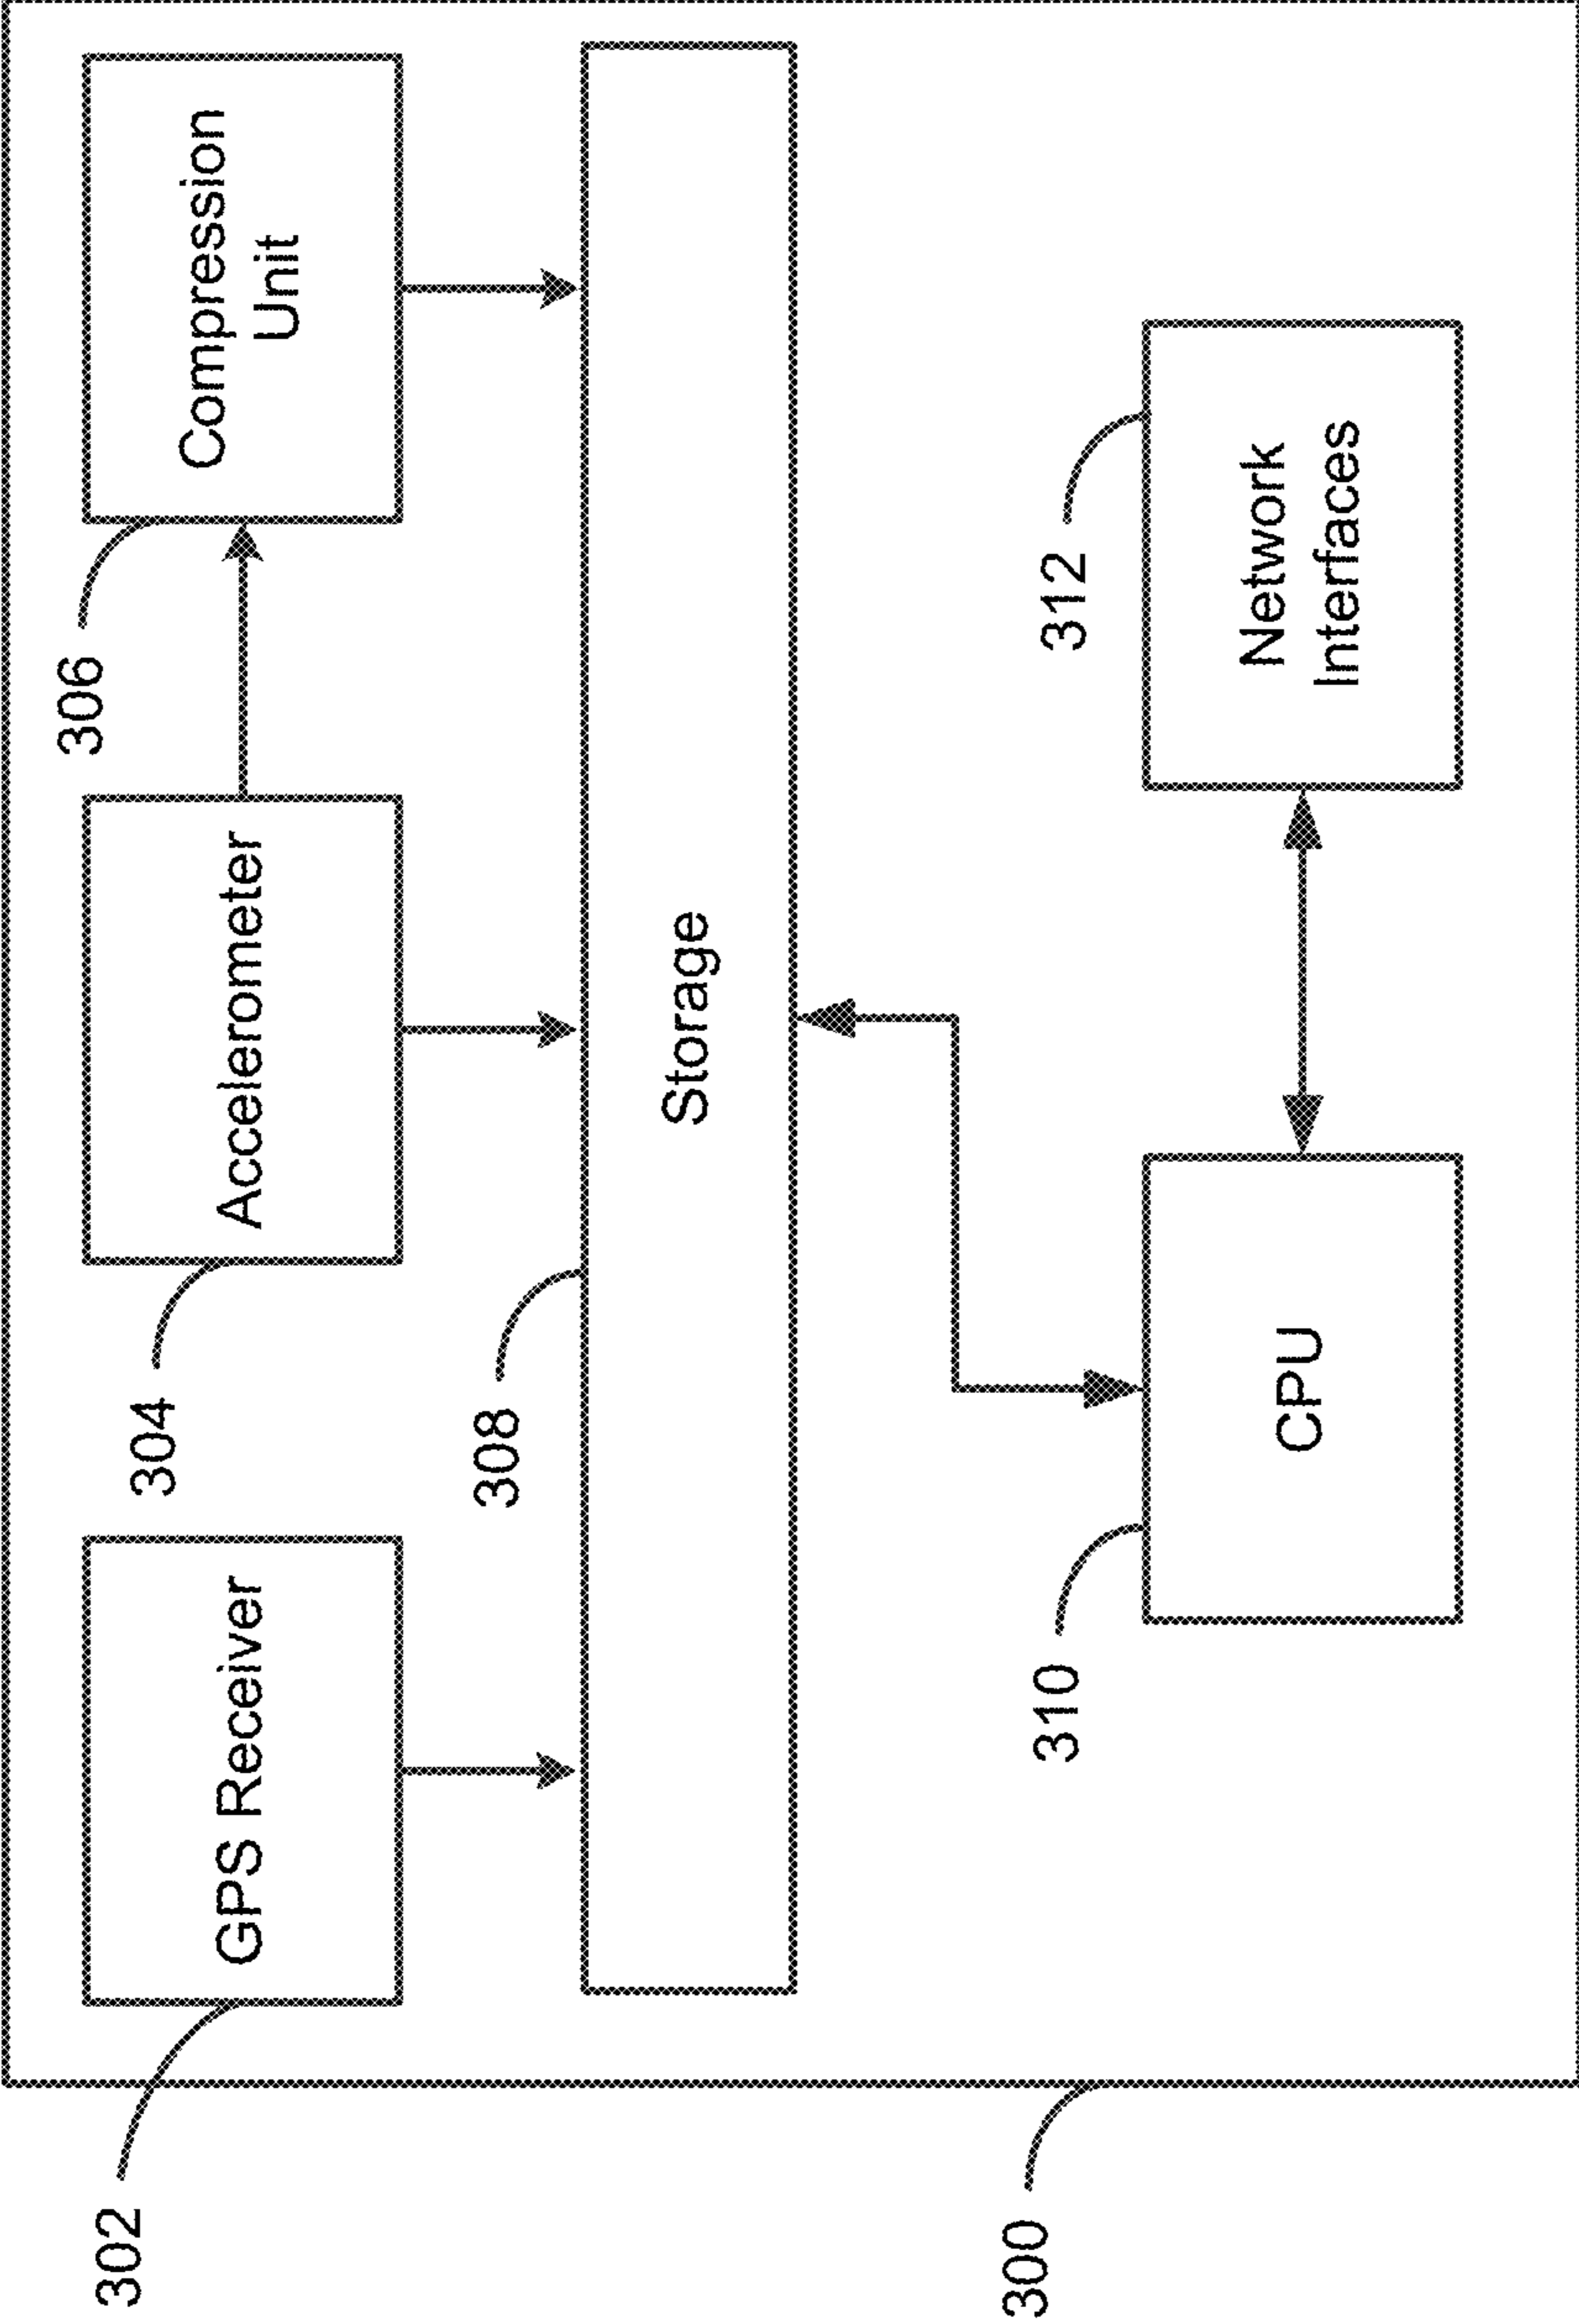 302
GPS Receiver
304
Accelerometer
306
Compression
Unit
308
Storage
310
CPU
312
Network
Interfaces
300